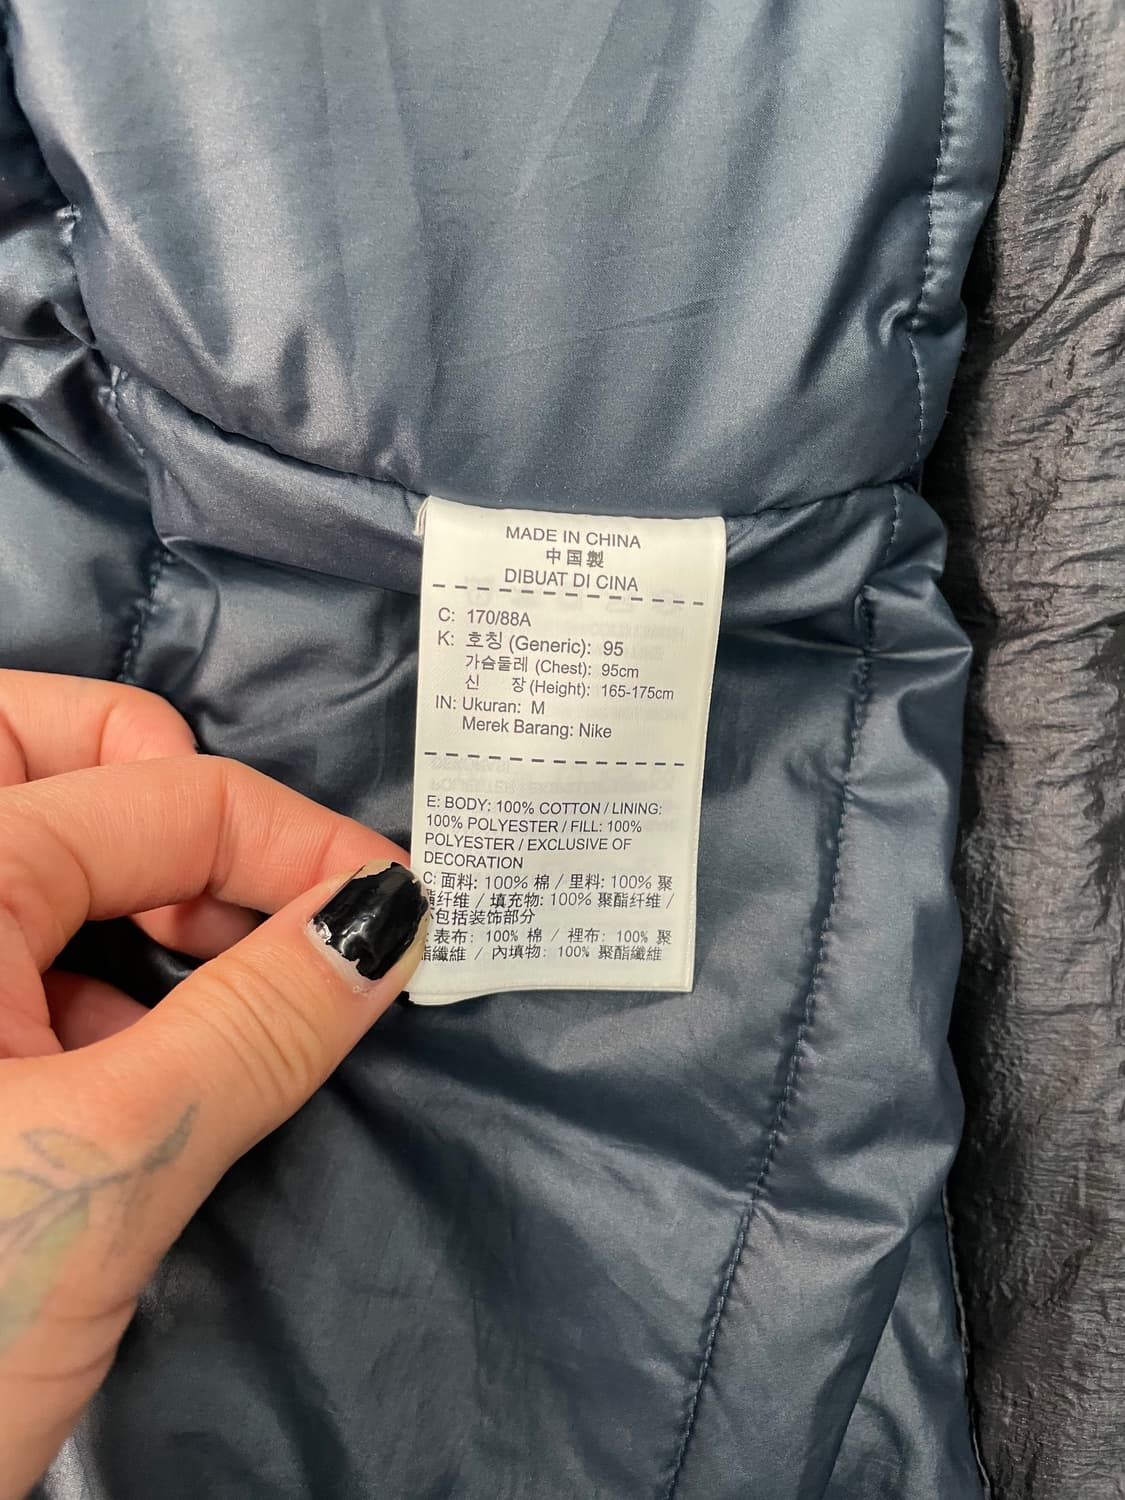 MADE IN CHINA
中国製
DIBUAT DI CINA
C: 170/88A
K: 호칭 (Generic): 95
가슴둘레 (Chest): 95cm
신 장 (Height): 165-175cm
IN: Ukuran: M
Merek Barang: Nike
E: BODY: 100% COTTON / LINING:
100% POLYESTER / FILL: 100%
POLYESTER / EXCLUSIVE OF
DECORATION
C: 面料: 100% 棉 / 里料: 100% 聚
酯纤维 / 填充物: 100% 聚酯纤维 /
不包括装饰部分
: 表布: 100% 棉 / 裡布: 100% 聚
酯纖維 / 內填物: 100% 聚酯纖維